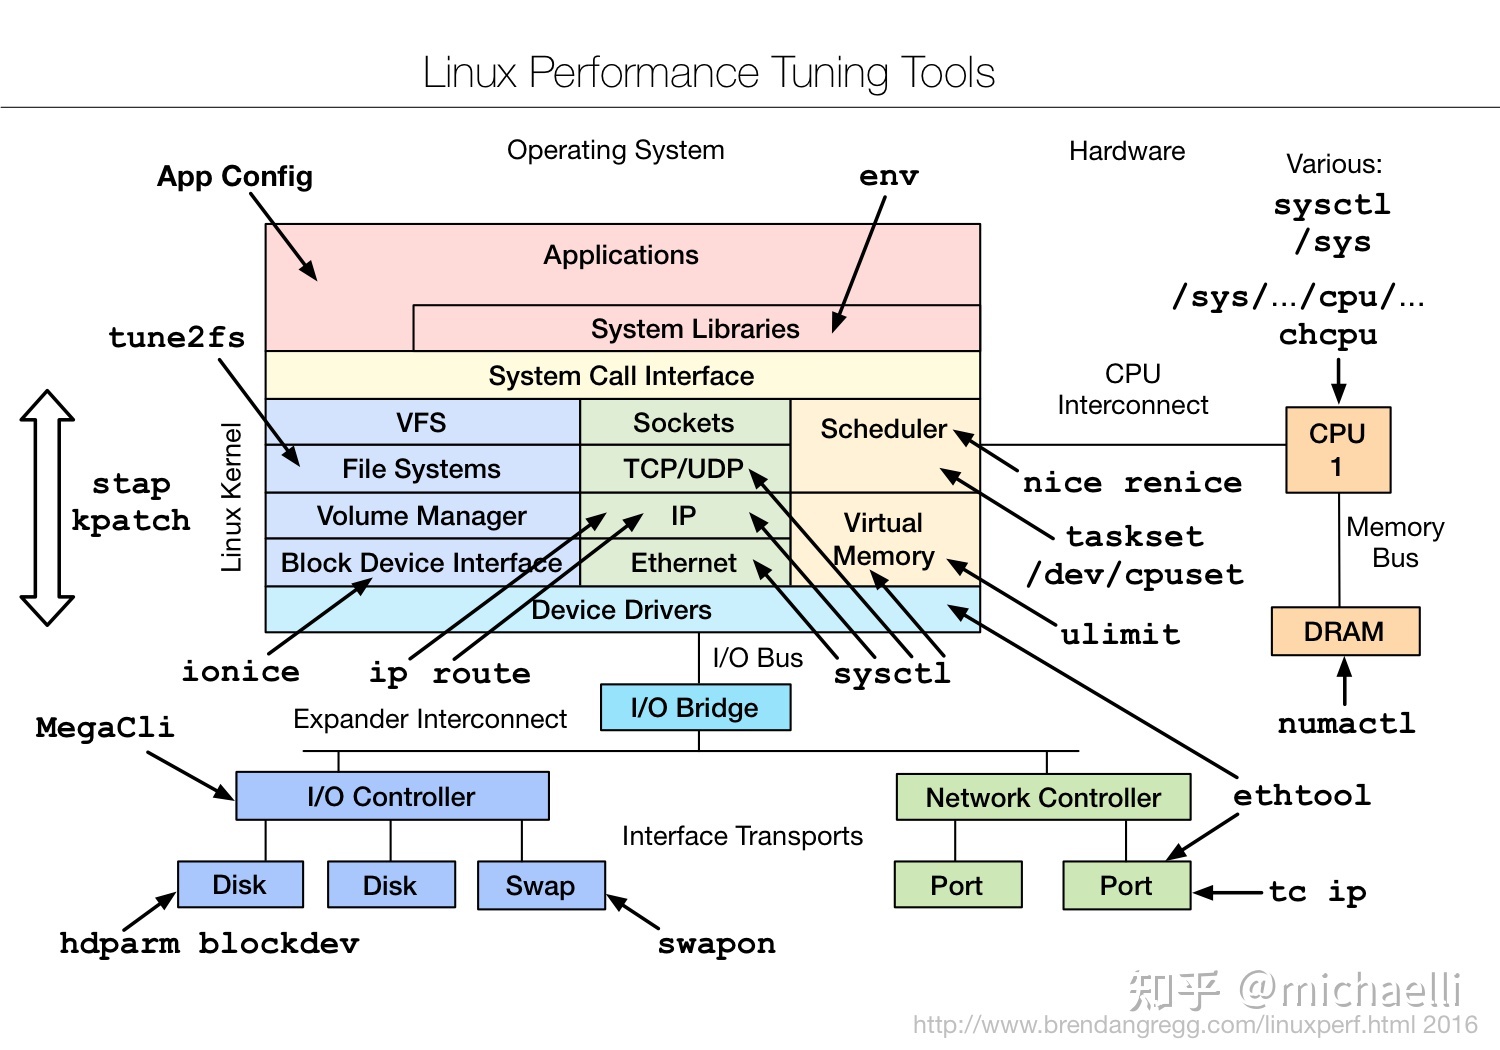 Linux Performance Tuning Tools
Operating System
Hardware
Various:
sysctl
/sys
/sys/.../cpu/...
chcpu
App Config
env
Applications
System Libraries
tune2fs
System Call Interface
CPU
Interconnect
VFS
Sockets
Scheduler
CPU
1
File Systems
TCP/UDP
nice renice
stap
kpatch
Linux Kernel
Volume Manager
IP
Virtual
Memory
taskset
/dev/cpuset
Memory
Bus
Block Device Interface
Ethernet
Device Drivers
ulimit
DRAM
ionice
ip route
I/O Bus
sysctl
numactl
MegaCli
Expander Interconnect
I/O Bridge
I/O Controller
Network Controller
ethtool
Interface Transports
Disk
Disk
Swap
Port
Port
tc ip
hdparm blockdev
swapon
知乎 @michaelli
http://www.brendangregg.com/linuxperf.html 2016